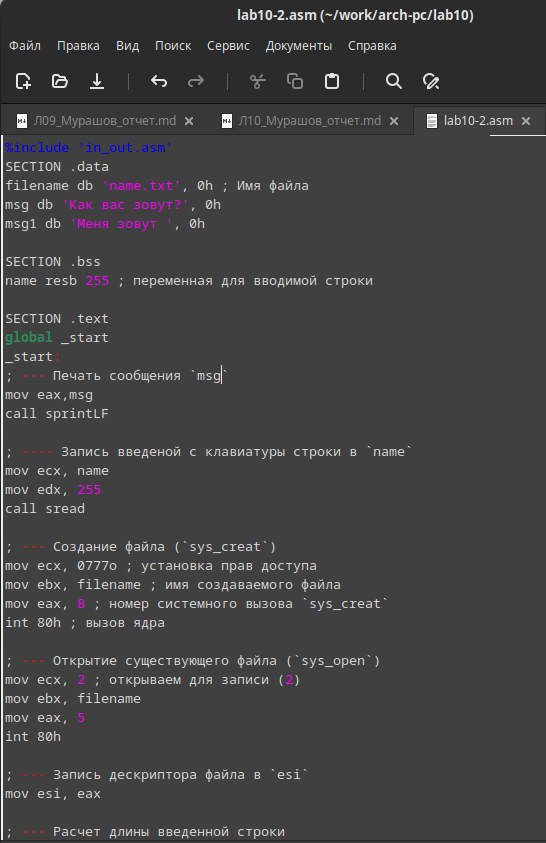 lab10-2.asm (~/work/arch-pc/lab10)
Файл Правка Вид Поиск Сервис Документы Справка
Л09_Мурашов_отчет.md Л10_Мурашов_отчет.md lab10-2.asm
%include 'in_out.asm'
SECTION .data
filename db 'name.txt', 0h ; Имя файла
msg db 'Как вас зовут?', 0h
msg1 db 'Меня зовут ', 0h
SECTION .bss
name resb 255 ; переменная для вводимой строки
SECTION .text
global _start
_start:
; --- Печать сообщения `msg`
mov eax,msg
call sprintLF
; ---- Запись введеной с клавиатуры строки в `name`
mov ecx, name
mov edx, 255
call sread
; --- Создание файла (`sys_creat`)
mov ecx, 0777o ; установка прав доступа
mov ebx, filename ; имя создаваемого файла
mov eax, 8 ; номер системного вызова `sys_creat`
int 80h ; вызов ядра
; --- Открытие существующего файла (`sys_open`)
mov ecx, 2 ; открываем для записи (2)
mov ebx, filename
mov eax, 5
int 80h
; --- Запись дескриптора файла в `esi`
mov esi, eax
; --- Расчет длины введенной строки